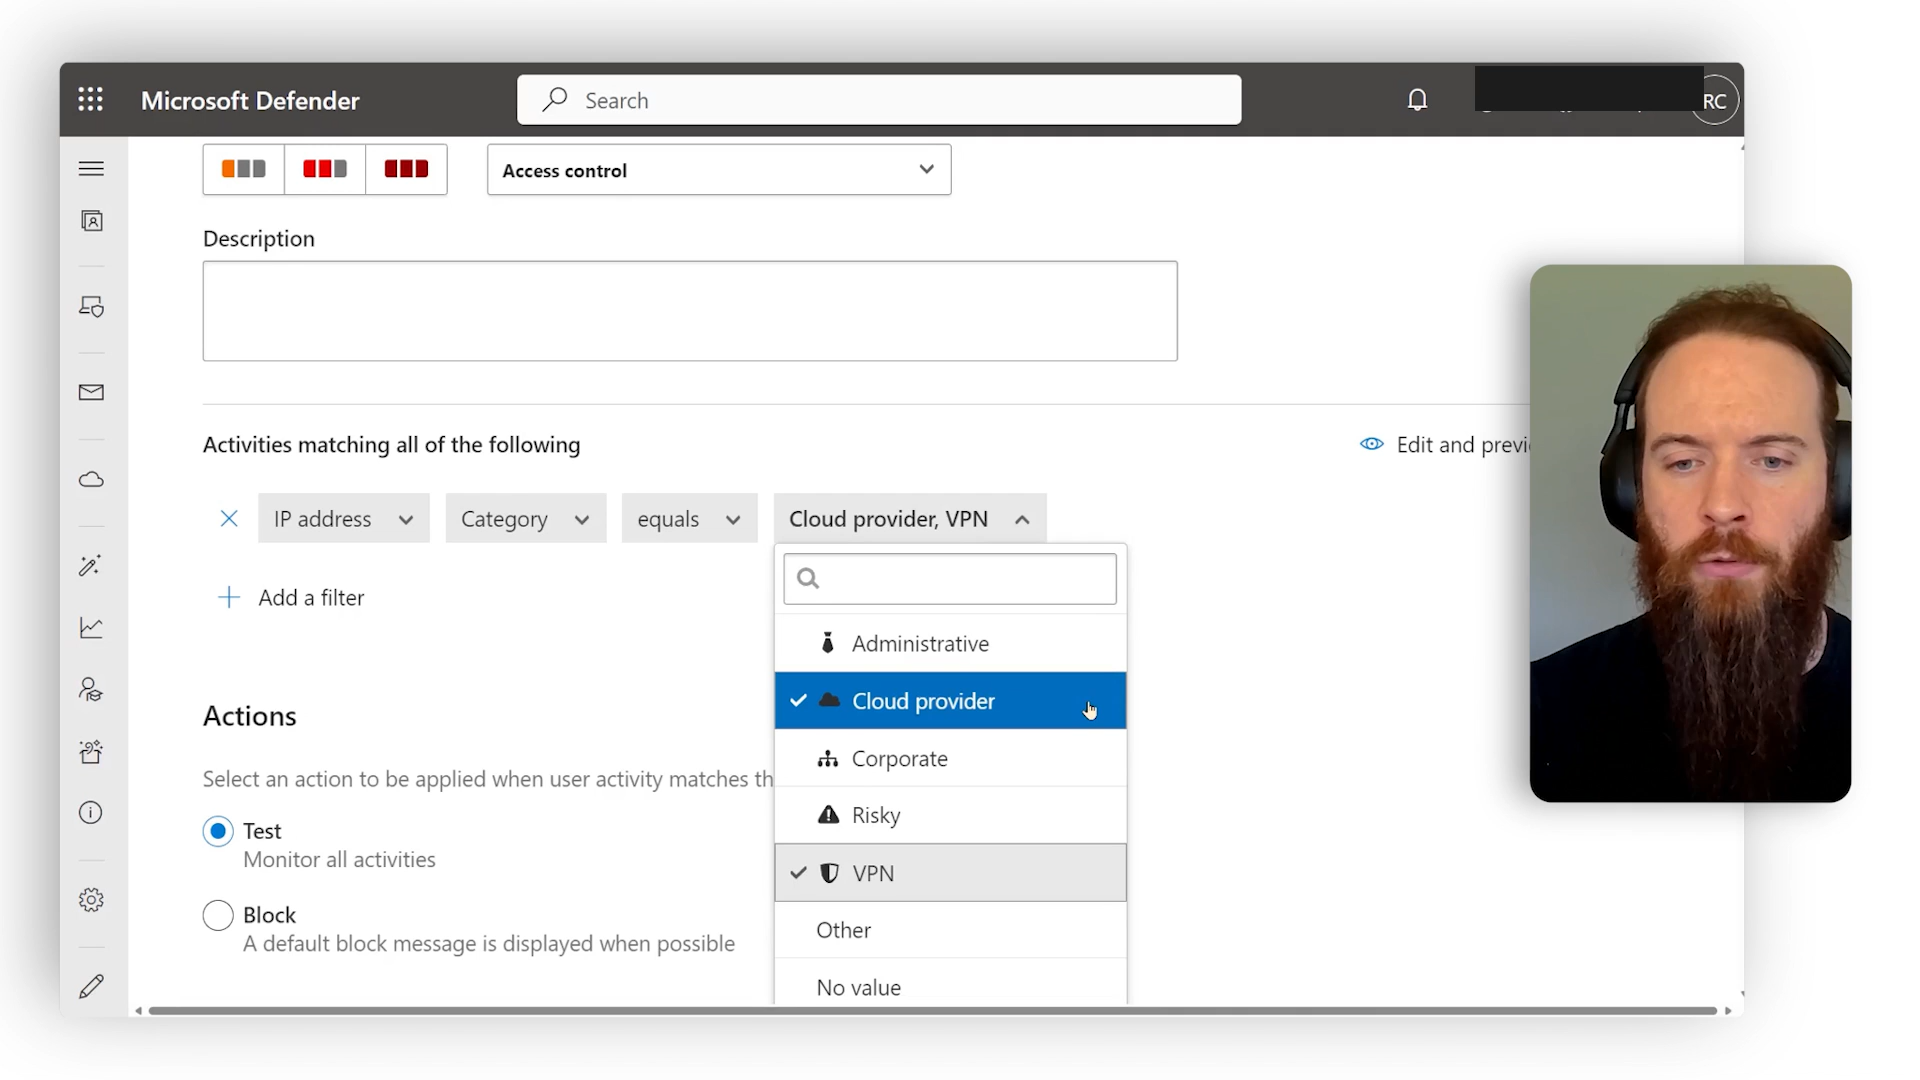 Microsoft Defender
Search
RC
Access control
Description
Activities matching all of the following
Edit and previ
IP address
Category
equals
Cloud provider, VPN
Add a filter
Administrative
Cloud provider
Corporate
Risky
VPN
Other
No value
Actions
Select an action to be applied when user activity matches th
Test
Monitor all activities
Block
A default block message is displayed when possible